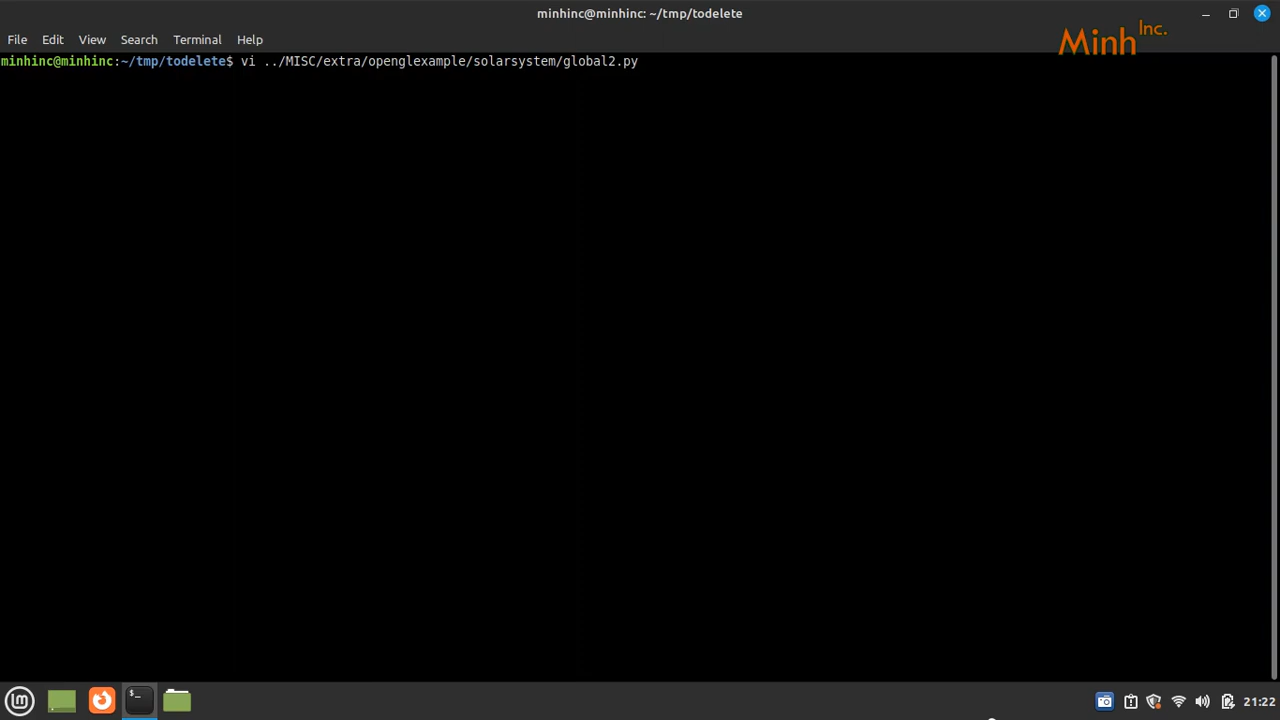 minhinc@minhinc: ~/tmp/todelete
File Edit View Search Terminal Help
Minh Inc.
minhinc@minhinc:~/tmp/todelete$ vi ../MISC/extra/openglexample/solarsystem/global2.py
$_
21:22